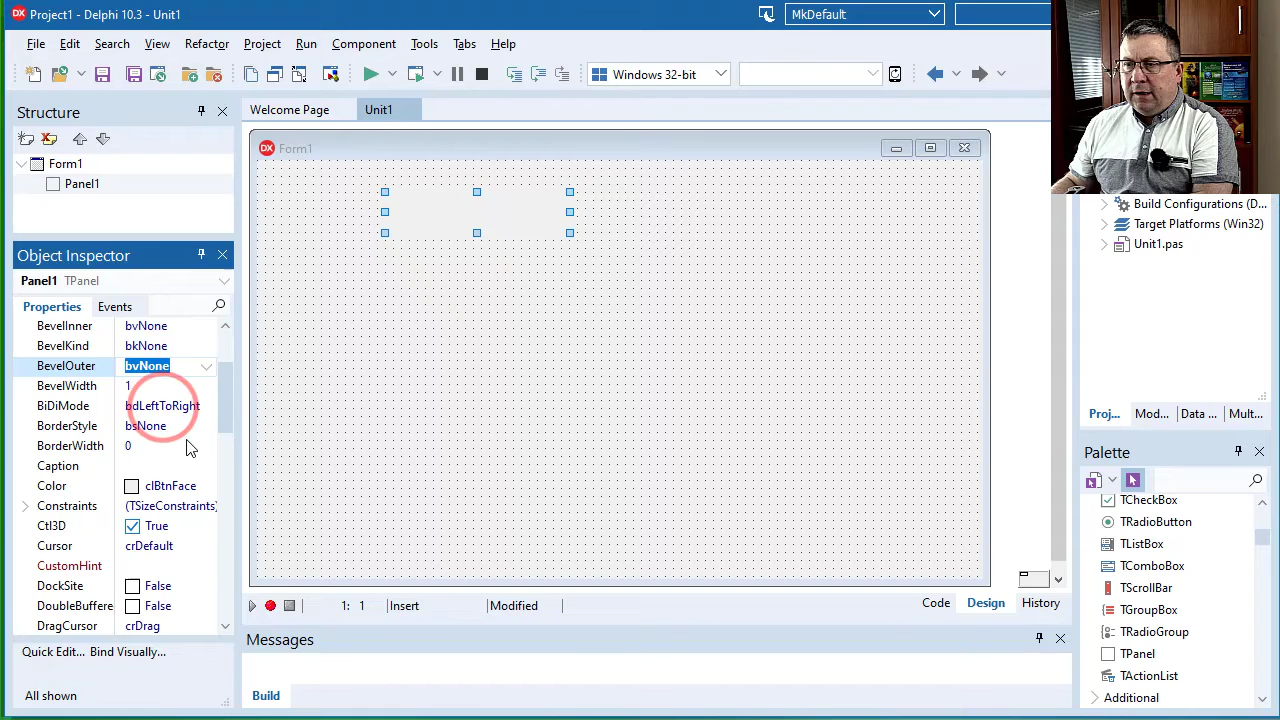 Project1 - Delphi 10.3 - Unit1
MkDefault
File Edit Search View Refactor Project Run Component Tools Tabs Help
Windows 32-bit
Structure
Welcome Page Unit1
Form1
Panel1
Form1
Build Configurations (D...
Target Platforms (Win32)
Unit1.pas
Object Inspector
Panel1 TPanel
Properties Events
BevelInner bvNone
BevelKind bkNone
BevelOuter bvNone
BevelWidth 1
BiDiMode bdLeftToRight
BorderStyle bsNone
BorderWidth 0
Caption
Color clBtnFace
Constraints (TSizeConstraints)
Ctl3D True
Cursor crDefault
CustomHint
DockSite False
DoubleBuffere False
DragCursor crDrag
Quick Edit... Bind Visually...
All shown
1: 1 Insert Modified
Code Design History
Messages
Build
Proj... Mod... Data ... Mult...
Palette
TCheckBox
TRadioButton
TListBox
TComboBox
TScrollBar
TGroupBox
TRadioGroup
TPanel
TActionList
Additional